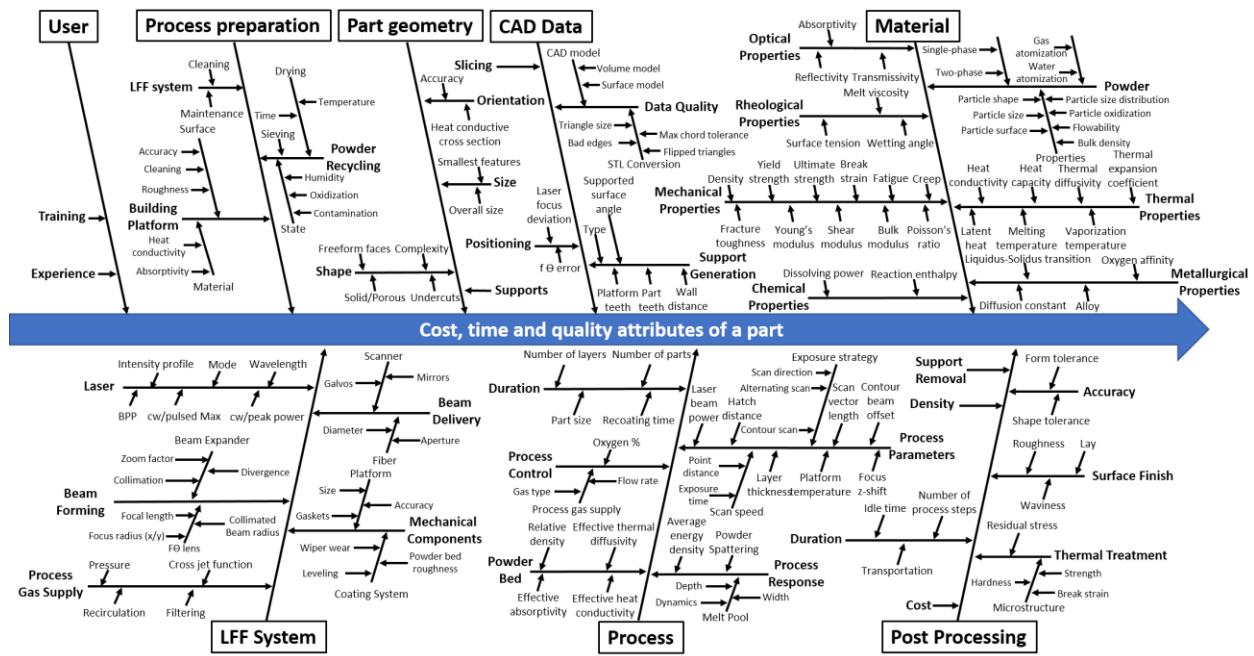 User
Process preparation
Part geometry
CAD Data
Material
Training
Experience
Cleaning
LFF system
Maintenance
Surface
Accuracy
Cleaning
Roughness
Building
Platform
Heat
conductivity
Absorptivity
Material
Drying
Temperature
Time
Sieving
Powder
Recycling
Humidity
Oxidization
Contamination
State
Accuracy
Orientation
Heat conductive
cross section
Smallest features
Size
Overall size
Freeform faces
Complexity
Shape
Solid/Porous
Undercuts
Supports
Slicing
CAD model
Volume model
Surface model
Data Quality
Triangle size
Max chord tolerance
Bad edges
Flipped triangles
STL Conversion
Laser
focus
deviation
Positioning
f Θ error
Supported
surface
angle
Type
Support
Generation
Platform
teeth
Part
teeth
Wall
distance
Optical
Properties
Absorptivity
Reflectivity
Transmissivity
Rheological
Properties
Melt viscosity
Surface tension
Wetting angle
Mechanical
Properties
Density
Yield
strength
Ultimate
strength
Break
strain
Fatigue
Creep
Fracture
toughness
Young's
modulus
Shear
modulus
Bulk
modulus
Poisson's
ratio
Chemical
Properties
Dissolving power
Reaction enthalpy
Single-phase
Two-phase
Gas
atomization
Water
atomization
Powder
Particle shape
Particle size distribution
Particle size
Particle oxidization
Particle surface
Flowability
Bulk density
Properties
Heat
conductivity
Heat
capacity
Thermal
diffusivity
Thermal
expansion
coefficient
Thermal
Properties
Latent
heat
Melting
temperature
Vaporization
temperature
Liquidus-Solidus transition
Oxygen affinity
Metallurgical
Properties
Diffusion constant
Alloy
Cost, time and quality attributes of a part
Intensity profile
Mode
Wavelength
Laser
BPP
cw/pulsed Max
cw/peak power
Scanner
Galvos
Mirrors
Beam
Delivery
Diameter
Aperture
Fiber
Beam Expander
Zoom factor
Divergence
Collimation
Beam
Forming
Focal length
Collimated
Beam radius
Focus radius (x/y)
FΘ lens
Platform
Size
Accuracy
Gaskets
Mechanical
Components
Wiper wear
Powder bed
roughness
Leveling
Coating System
Process
Gas Supply
Pressure
Cross jet function
Recirculation
Filtering
LFF System
Number of layers
Number of parts
Duration
Part size
Recoating time
Process
Control
Oxygen %
Gas type
Flow rate
Process gas supply
Powder
Bed
Relative
density
Effective thermal
diffusivity
Effective
absorptivity
Effective heat
conductivity
Laser
beam
power
Hatch
distance
Exposure strategy
Scan direction
Alternating scan
Contour scan
Scan
vector
length
Contour
beam
offset
Process
Parameters
Point
distance
Exposure
time
Scan speed
Layer
thickness
Platform
temperature
Focus
z-shift
Average
energy
density
Powder
Spattering
Process
Response
Depth
Width
Dynamics
Melt Pool
Process
Support
Removal
Density
Form tolerance
Accuracy
Shape tolerance
Roughness
Lay
Surface Finish
Waviness
Idle time
Number of
process steps
Duration
Transportation
Residual stress
Thermal Treatment
Hardness
Strength
Break strain
Microstructure
Cost
Post Processing